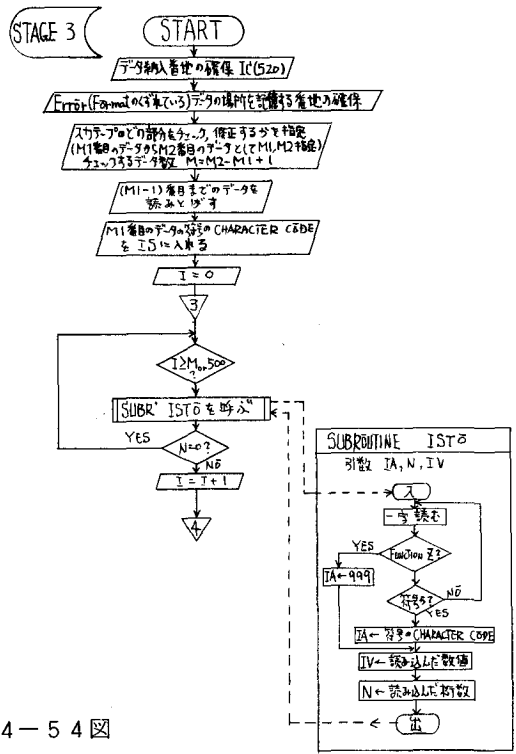 STAGE 3
START
データ納入番地の確保 IC(520)
Error(Formatのくずれている)データの場所を記憶する番地の確保
スカテープのどの部分をチェック,修正するかを指定
(M1番目のデータからM2番目のデータとしてM1,M2指定)
チェックするデータ数 M=M2-M1+1
(M1-1)番目までのデータを
読みとばす
M1番目のデータの符号のCHARACTER CODE
を ISに入れる
I=0
3
I≥M or 500
?
SUBR' ISTOを呼ぶ
YES
N=0?
NO
I=I+1
4
SUBROUTINE ISTO
引数 IA, N, IV
入
一字読む
YES
FUNCTION Z?
IA←999
符号?
NO
YES
IA←符号のCHARACTER CODE
IV←読み込んだ数値
N←読み込んだ桁数
出
4-54図